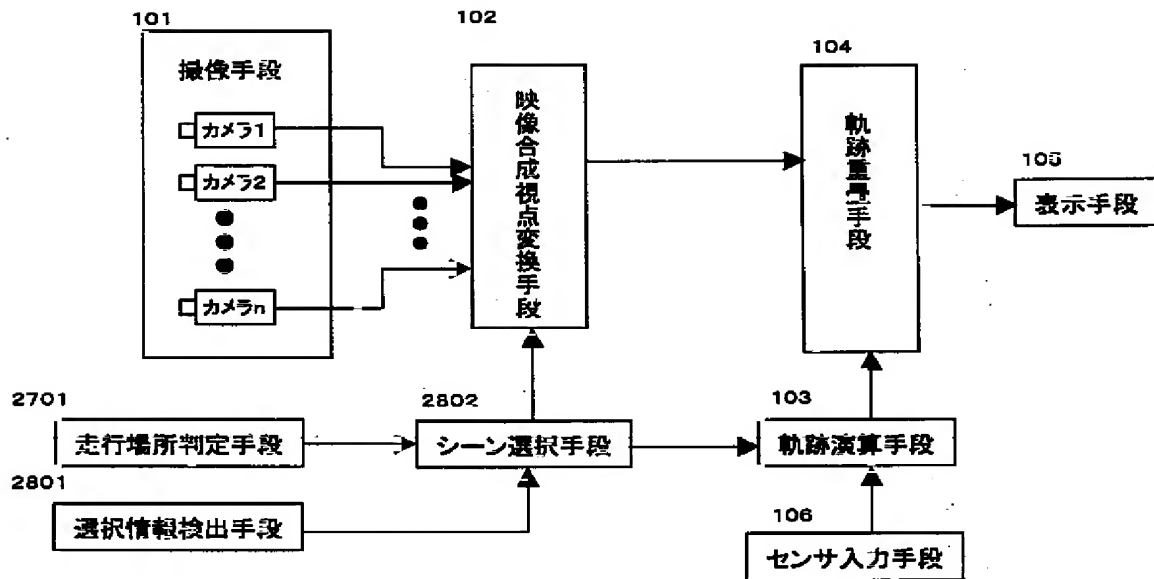 101
撮像手段
カメラ1
カメラ2
カメラn
102
映像合成視点変換手段
104
軌跡重畳手段
105
表示手段
2701
走行場所判定手段
2802
シーン選択手段
103
軌跡演算手段
2801
選択情報検出手段
106
センサ入力手段